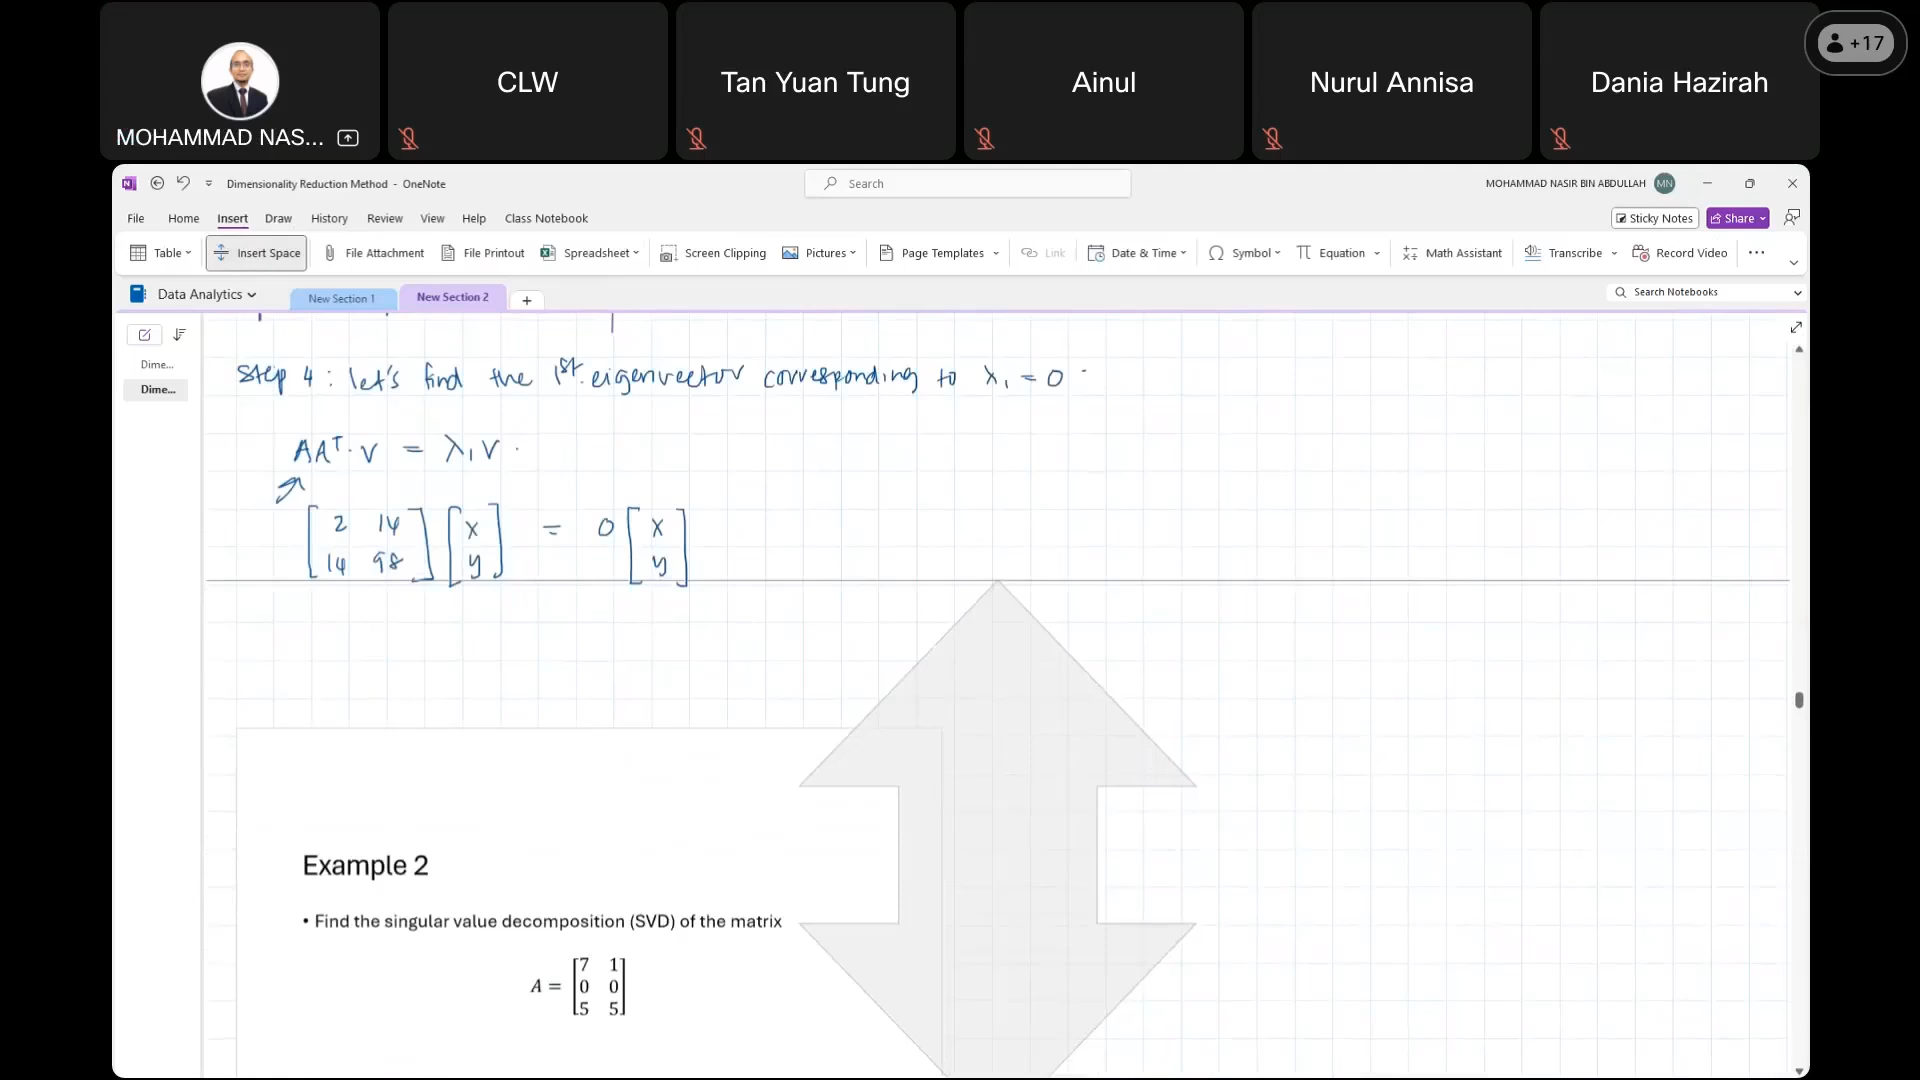 +17
CLW
Tan Yuan Tung
Ainul
Nurul Annisa
Dania Hazirah
MOHAMMAD NAS...
Dimensionality Reduction Method - OneNote
Search
MOHAMMAD NASIR BIN ABDULLAH MN
File Home Insert Draw History Review View Help Class Notebook
Sticky Notes Share
Table Insert Space File Attachment File Printout Spreadsheet Screen Clipping Pictures Page Templates Link Date & Time Symbol Equation Math Assistant Transcribe Record Video
Data Analytics New Section 1 New Section 2 + Search Notebooks
Dime...
Dime...
Step 4 : let's find the 1st eigenvector corresponding to λ₁ = 0 .
AAᵀ · v = λ₁v .
[2 14] [x] = 0 [x]
[14 98] [y] [y]
Example 2
• Find the singular value decomposition (SVD) of the matrix
A = [7 1]
[0 0]
[5 5]